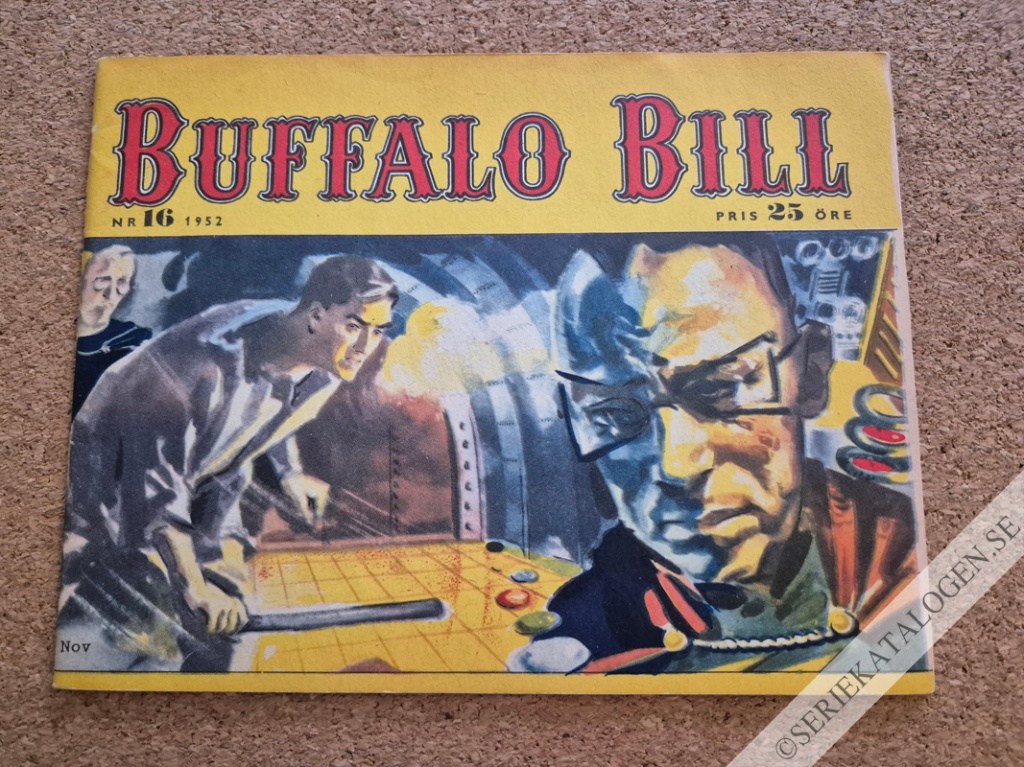 BUFFALO BILL
NR 16 1952
PRIS 25 ÖRE
Nov
©SERIEKATALOGEN.SE